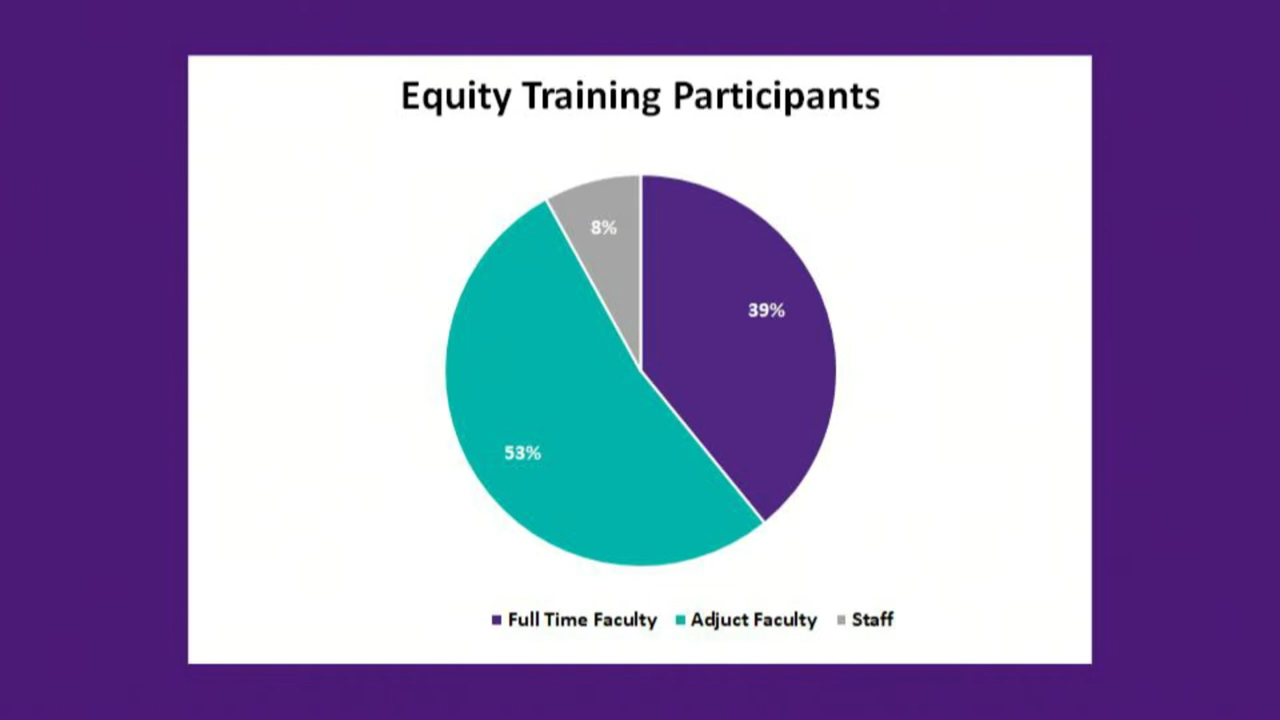 Equity Training Participants
8%
39%
53%
Full Time Faculty Adjuct Faculty Staff